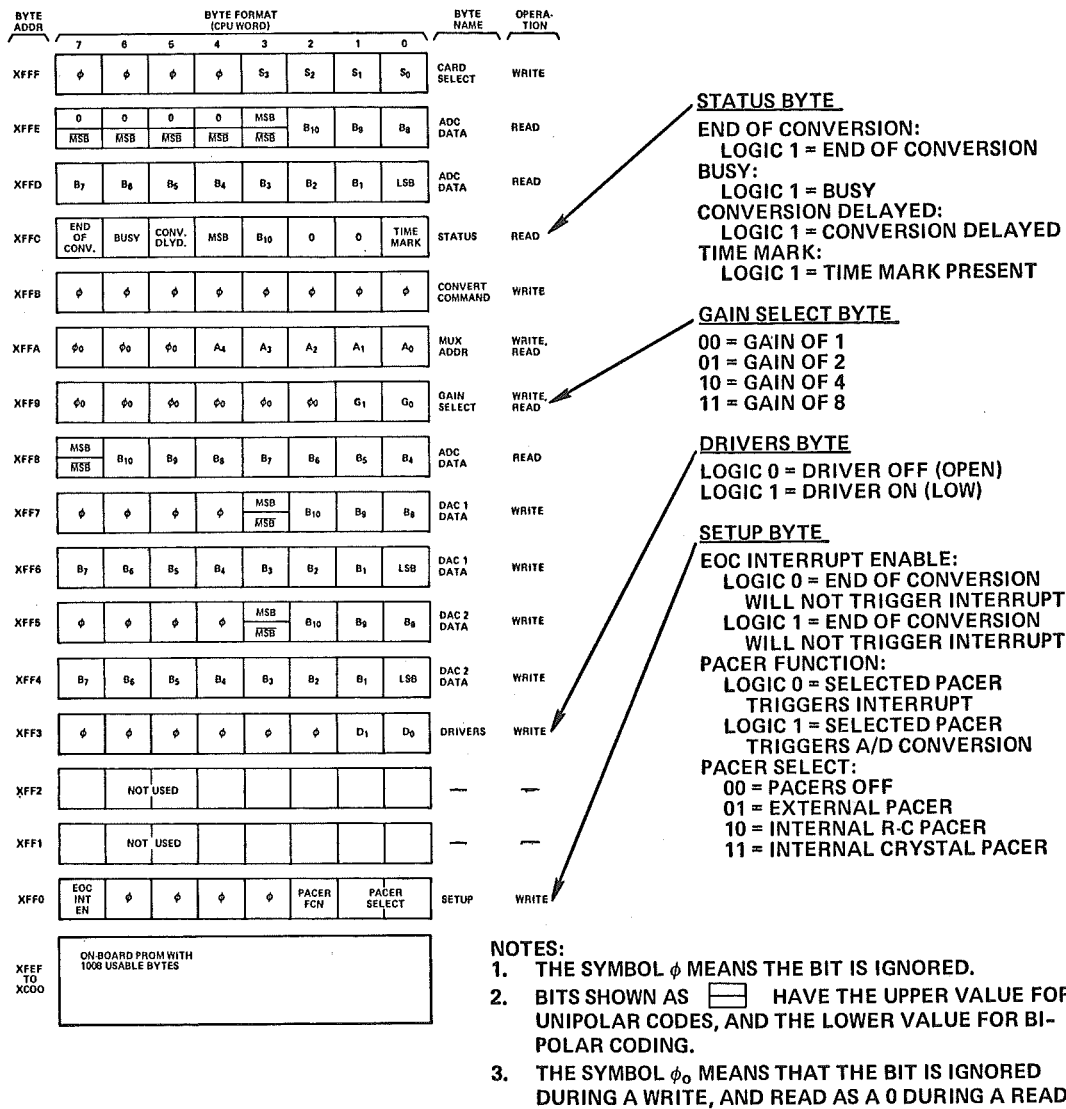 BYTE ADDR BYTE FORMAT (CPU WORD) BYTE NAME OPERA-TION
7 6 5 4 3 2 1 0
XFFF ϕ ϕ ϕ ϕ S3 S2 S1 S0 CARD SELECT WRITE
XFFE 0 0 0 0 MSB B10 B9 B8 ADC DATA READ
M̅S̅B̅ M̅S̅B̅ M̅S̅B̅ M̅S̅B̅ M̅S̅B̅
XFFD B7 B6 B5 B4 B3 B2 B1 LSB ADC DATA READ
XFFC END OF CONV. BUSY CONV. DLYD. MSB B10 0 0 TIME MARK STATUS READ
XFFB ϕ ϕ ϕ ϕ ϕ ϕ ϕ ϕ CONVERT COMMAND WRITE
XFFA ϕ0 ϕ0 ϕ0 A4 A3 A2 A1 A0 MUX ADDR WRITE, READ
XFF9 ϕ0 ϕ0 ϕ0 ϕ0 ϕ0 ϕ0 G1 G0 GAIN SELECT WRITE, READ
XFF8 MSB B10 B9 B8 B7 B6 B5 B4 ADC DATA READ
M̅S̅B̅
XFF7 ϕ ϕ ϕ ϕ MSB B10 B9 B8 DAC 1 DATA WRITE
M̅S̅B̅
XFF6 B7 B6 B5 B4 B3 B2 B1 LSB DAC 1 DATA WRITE
XFF5 ϕ ϕ ϕ ϕ MSB B10 B9 B8 DAC 2 DATA WRITE
M̅S̅B̅
XFF4 B7 B6 B5 B4 B3 B2 B1 LSB DAC 2 DATA WRITE
XFF3 ϕ ϕ ϕ ϕ ϕ ϕ D1 D0 DRIVERS WRITE
XFF2 NOT USED — —
XFF1 NOT USED — —
XFF0 EOC INT EN ϕ ϕ ϕ ϕ PACER FCN PACER SELECT SETUP WRITE
XFEF TO XC00 ON-BOARD PROM WITH
1008 USABLE BYTES
STATUS BYTE
END OF CONVERSION:
LOGIC 1 = END OF CONVERSION
BUSY:
LOGIC 1 = BUSY
CONVERSION DELAYED:
LOGIC 1 = CONVERSION DELAYED
TIME MARK:
LOGIC 1 = TIME MARK PRESENT
GAIN SELECT BYTE
00 = GAIN OF 1
01 = GAIN OF 2
10 = GAIN OF 4
11 = GAIN OF 8
DRIVERS BYTE
LOGIC 0 = DRIVER OFF (OPEN)
LOGIC 1 = DRIVER ON (LOW)
SETUP BYTE
EOC INTERRUPT ENABLE:
LOGIC 0 = END OF CONVERSION
WILL NOT TRIGGER INTERRUPT
LOGIC 1 = END OF CONVERSION
WILL NOT TRIGGER INTERRUPT
PACER FUNCTION:
LOGIC 0 = SELECTED PACER
TRIGGERS INTERRUPT
LOGIC 1 = SELECTED PACER
TRIGGERS A/D CONVERSION
PACER SELECT:
00 = PACERS OFF
01 = EXTERNAL PACER
10 = INTERNAL R-C PACER
11 = INTERNAL CRYSTAL PACER
NOTES:
1. THE SYMBOL ϕ MEANS THE BIT IS IGNORED.
2. BITS SHOWN AS HAVE THE UPPER VALUE FOR
UNIPOLAR CODES, AND THE LOWER VALUE FOR BI-
POLAR CODING.
3. THE SYMBOL ϕ0 MEANS THAT THE BIT IS IGNORED
DURING A WRITE, AND READ AS A 0 DURING A READ